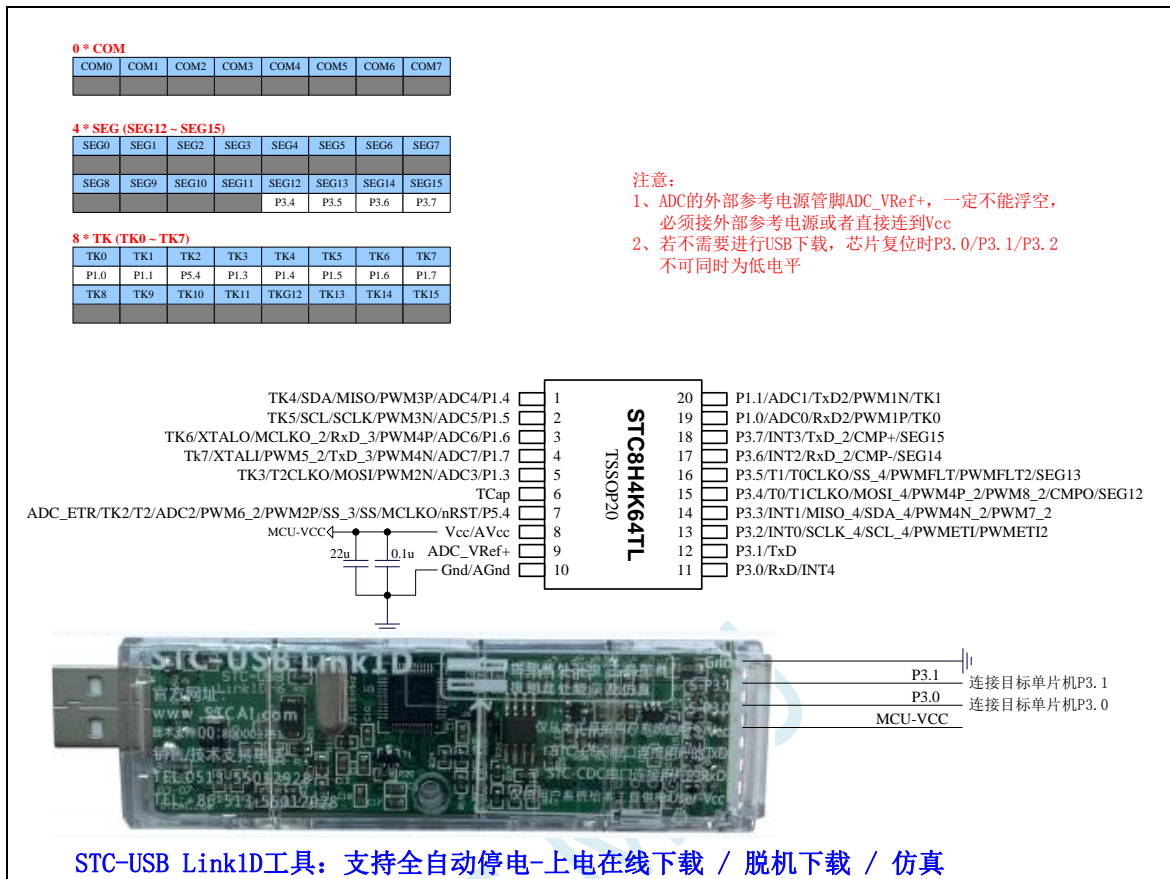 0 * COM
COM0 COM1 COM2 COM3 COM4 COM5 COM6 COM7
4 * SEG (SEG12 ~ SEG15)
SEG0 SEG1 SEG2 SEG3 SEG4 SEG5 SEG6 SEG7
SEG8 SEG9 SEG10 SEG11 SEG12 SEG13 SEG14 SEG15
P3.4 P3.5 P3.6 P3.7
8 * TK (TK0 ~ TK7)
TK0 TK1 TK2 TK3 TK4 TK5 TK6 TK7
P1.0 P1.1 P5.4 P1.3 P1.4 P1.5 P1.6 P1.7
TK8 TK9 TK10 TK11 TKG12 TK13 TK14 TK15
注意：
1、ADC的外部参考电源管脚ADC_VRef+，一定不能浮空，
必须接外部参考电源或者直接连到Vcc
2、若不需要进行USB下载，芯片复位时P3.0/P3.1/P3.2
不可同时为低电平
TK4/SDA/MISO/PWM3P/ADC4/P1.4 1 20 P1.1/ADC1/TxD2/PWM1N/TK1
TK5/SCL/SCLK/PWM3N/ADC5/P1.5 2 19 P1.0/ADC0/RxD2/PWM1P/TK0
TK6/XTALO/MCLKO_2/RxD_3/PWM4P/ADC6/P1.6 3 18 P3.7/INT3/TxD_2/CMP+/SEG15
Tk7/XTALI/PWM5_2/TxD_3/PWM4N/ADC7/P1.7 4 17 P3.6/INT2/RxD_2/CMP-/SEG14
TK3/T2CLKO/MOSI/PWM2N/ADC3/P1.3 5 16 P3.5/T1/T0CLKO/SS_4/PWMFLT/PWMFLT2/SEG13
TCap 6 15 P3.4/T0/T1CLKO/MOSI_4/PWM4P_2/PWM8_2/CMPO/SEG12
ADC_ETR/TK2/T2/ADC2/PWM6_2/PWM2P/SS_3/SS/MCLKO/nRST/P5.4 7 14 P3.3/INT1/MISO_4/SDA_4/PWM4N_2/PWM7_2
MCU-VCC Vcc/AVcc 8 13 P3.2/INT0/SCLK_4/SCL_4/PWMETI/PWMETI2
22u 0.1u ADC_VRef+ 9 12 P3.1/TxD
Gnd/AGnd 10 11 P3.0/RxD/INT4
STC8H4K64TL
TSSOP20
STC-USB Link1D
官方网址
www.STCAI.com
Gnd
P3.1 连接目标单片机P3.1
P3.0 连接目标单片机P3.0
MCU-VCC
STC-USB Link1D工具：支持全自动停电-上电在线下载 / 脱机下载 / 仿真